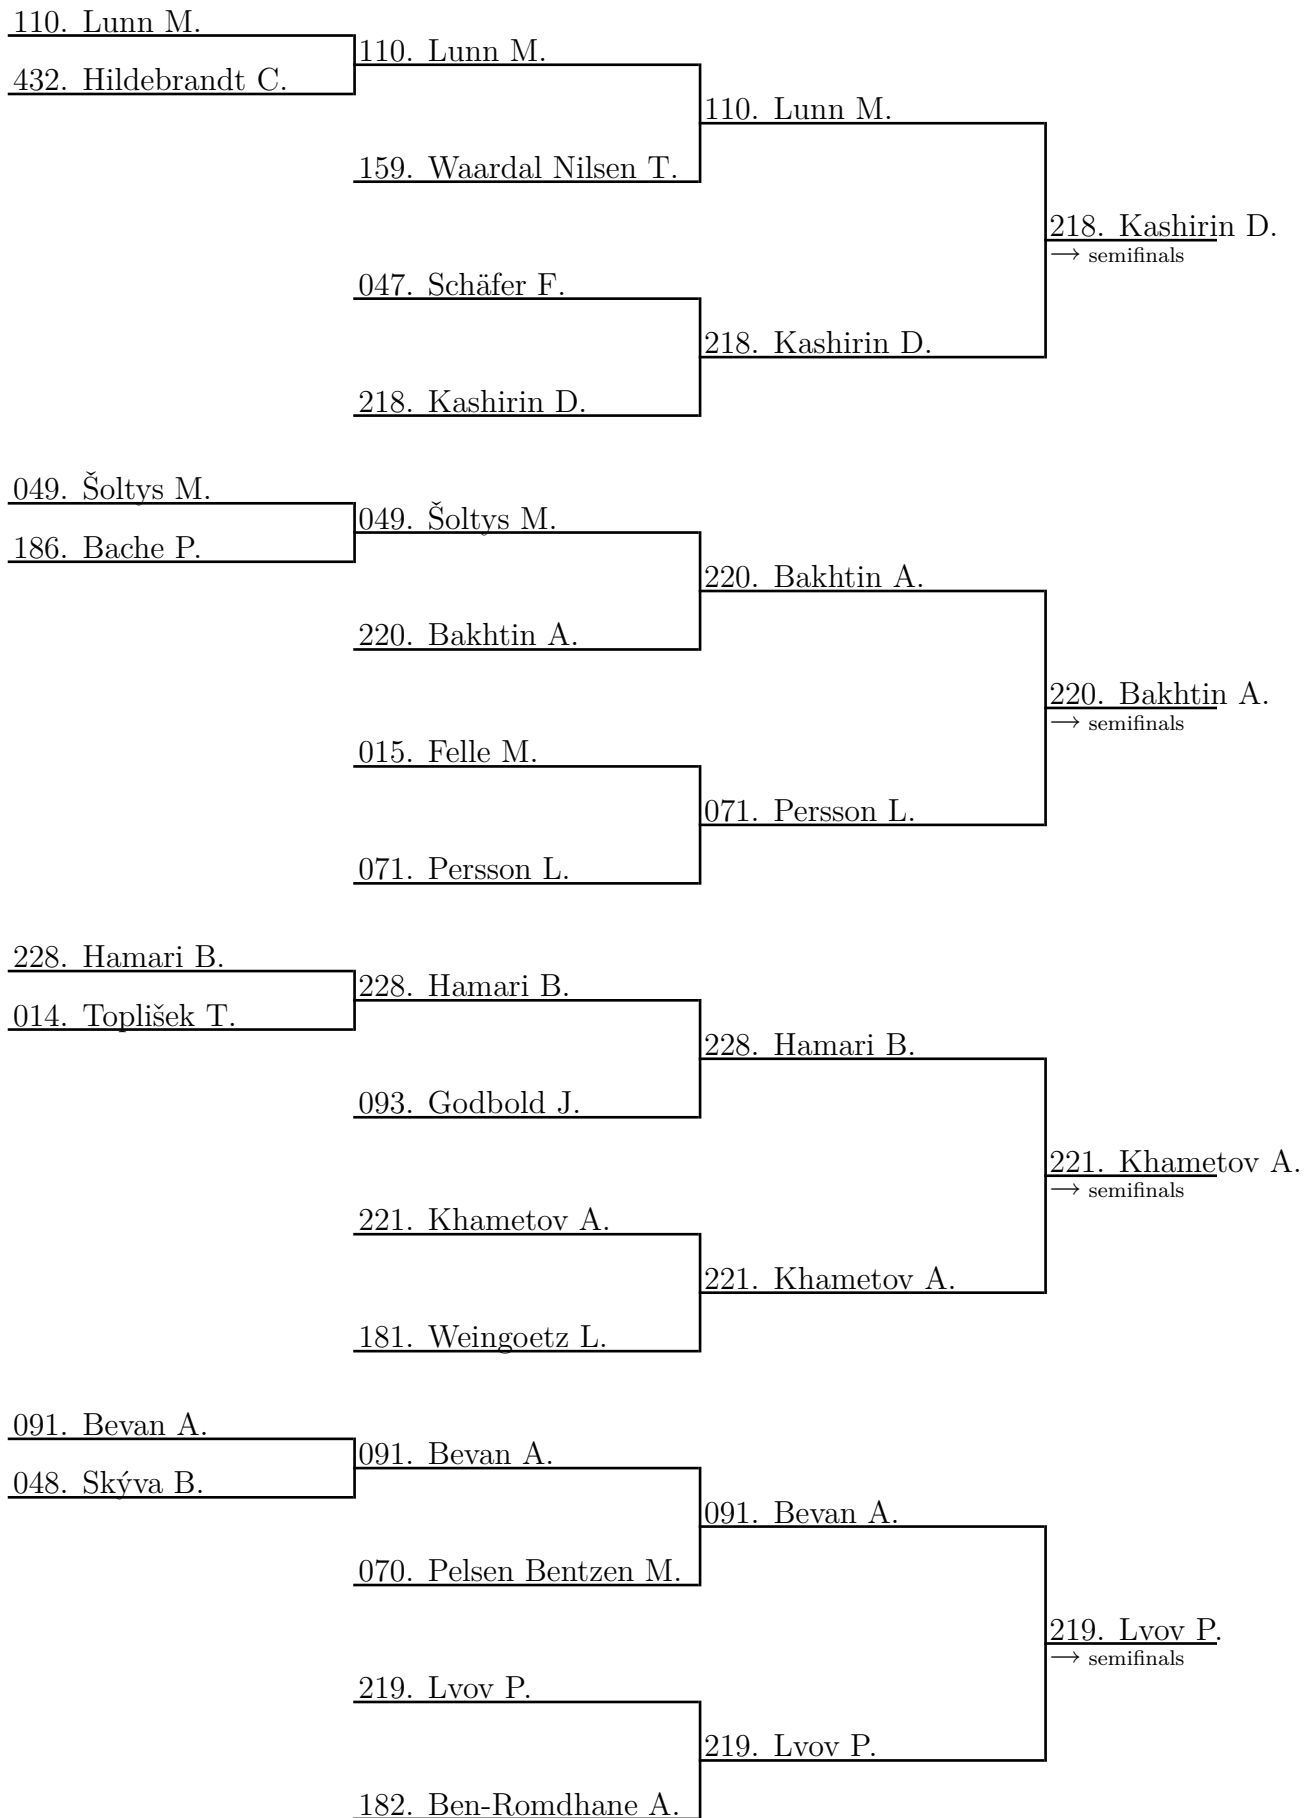 110. Lunn M.
432. Hildebrandt C.
110. Lunn M.
159. Waardal Nilsen T.
110. Lunn M.
047. Schäfer F.
218. Kashirin D.
218. Kashirin D.
218. Kashirin D.
→ semifinals
049. Šoltys M.
186. Bache P.
049. Šoltys M.
220. Bakhtin A.
220. Bakhtin A.
015. Felle M.
071. Persson L.
071. Persson L.
220. Bakhtin A.
→ semifinals
228. Hamari B.
014. Toplišek T.
228. Hamari B.
093. Godbold J.
228. Hamari B.
221. Khametov A.
181. Weingoetz L.
221. Khametov A.
221. Khametov A.
→ semifinals
091. Bevan A.
048. Skýva B.
091. Bevan A.
070. Pelsen Bentzen M.
091. Bevan A.
219. Lvov P.
182. Ben-Romdhane A.
219. Lvov P.
219. Lvov P.
→ semifinals